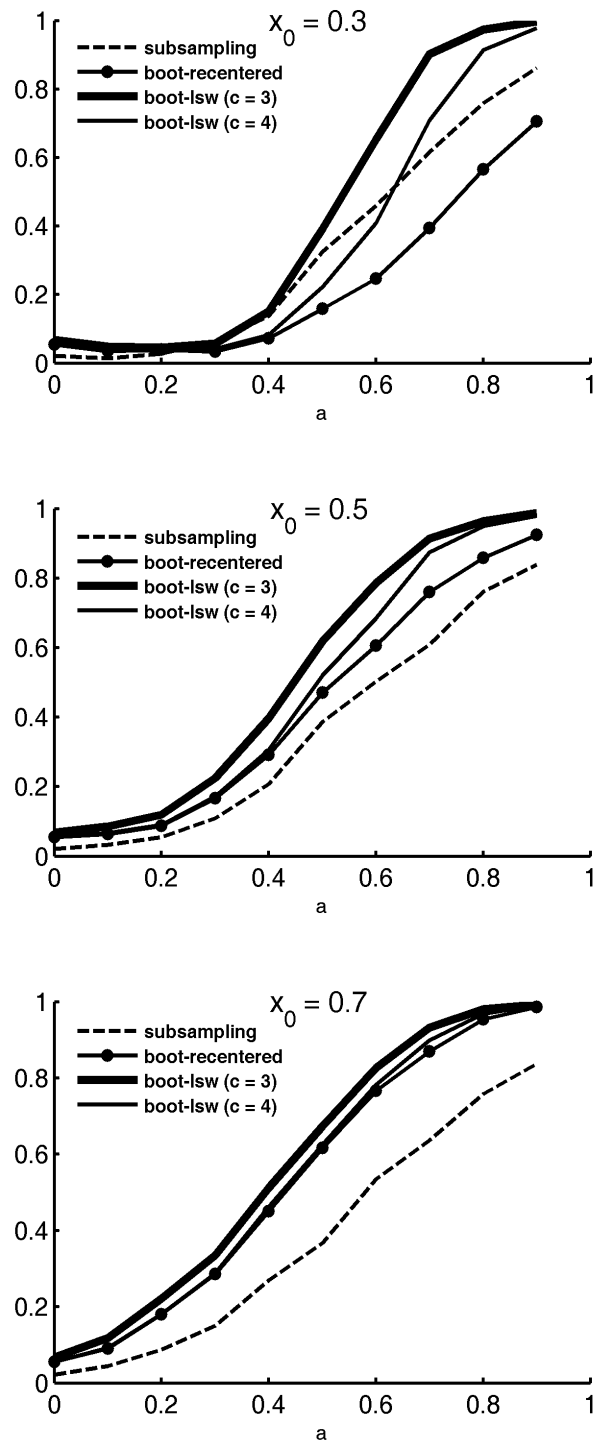 x₀ = 0.3
subsampling
boot-recentered
boot-lsw (c = 3)
boot-lsw (c = 4)
1
0.8
0.6
0.4
0.2
0
0 0.2 0.4 0.6 0.8 1
a
x₀ = 0.5
subsampling
boot-recentered
boot-lsw (c = 3)
boot-lsw (c = 4)
1
0.8
0.6
0.4
0.2
0
0 0.2 0.4 0.6 0.8 1
a
x₀ = 0.7
subsampling
boot-recentered
boot-lsw (c = 3)
boot-lsw (c = 4)
1
0.8
0.6
0.4
0.2
0
0 0.2 0.4 0.6 0.8 1
a